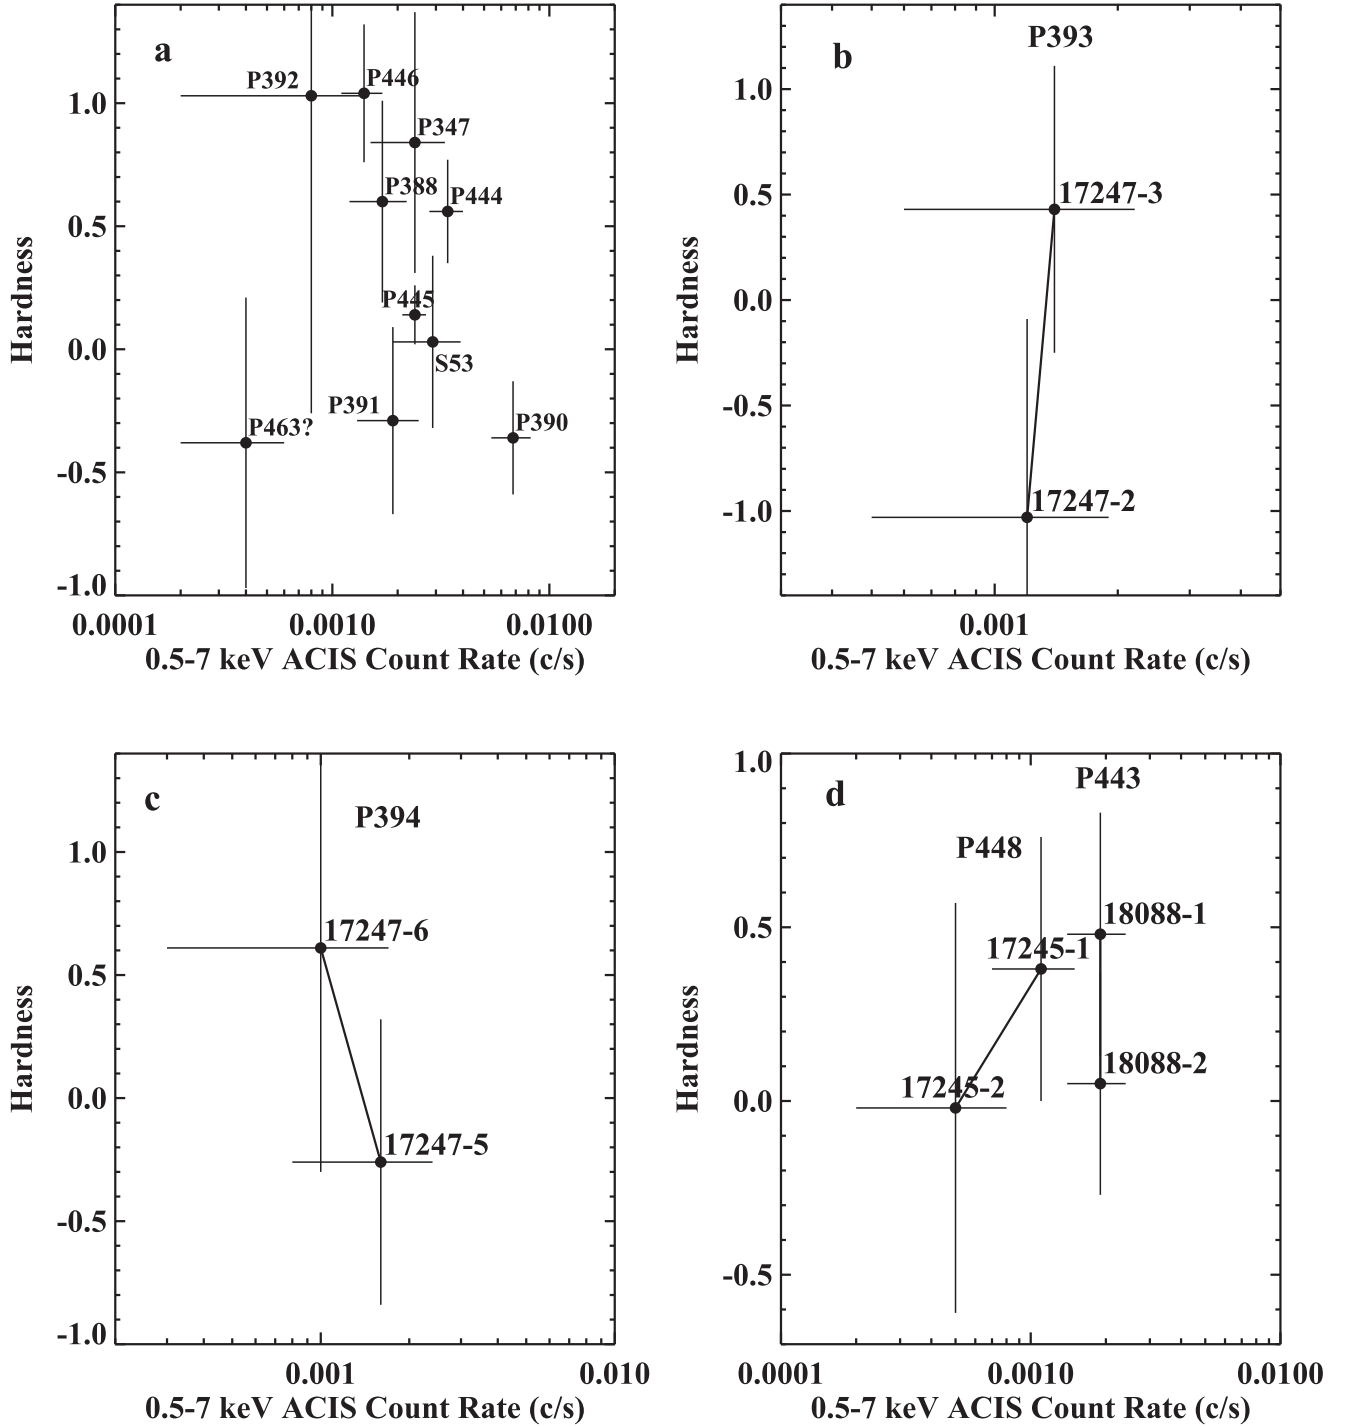 a
P392
P446
P347
P388
P444
P445
S53
P391
P463?
P390
1.0
0.5
0.0
-0.5
-1.0
Hardness
0.0001
0.0010
0.0100
0.5-7 keV ACIS Count Rate (c/s)
b
P393
17247-3
17247-2
1.0
0.5
0.0
-0.5
-1.0
Hardness
0.001
0.5-7 keV ACIS Count Rate (c/s)
c
P394
17247-6
17247-5
1.0
0.5
0.0
-0.5
-1.0
Hardness
0.001
0.010
0.5-7 keV ACIS Count Rate (c/s)
d
P443
P448
18088-1
17245-1
18088-2
17245-2
1.0
0.5
0.0
-0.5
Hardness
0.0001
0.0010
0.0100
0.5-7 keV ACIS Count Rate (c/s)